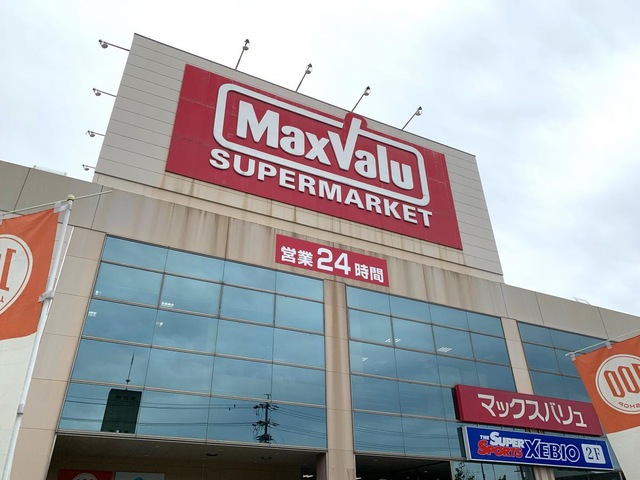 MaxValu
SUPERMARKET
営業24時間
マックスバリュ
THE SUPER SPORTS XEBIO 2F